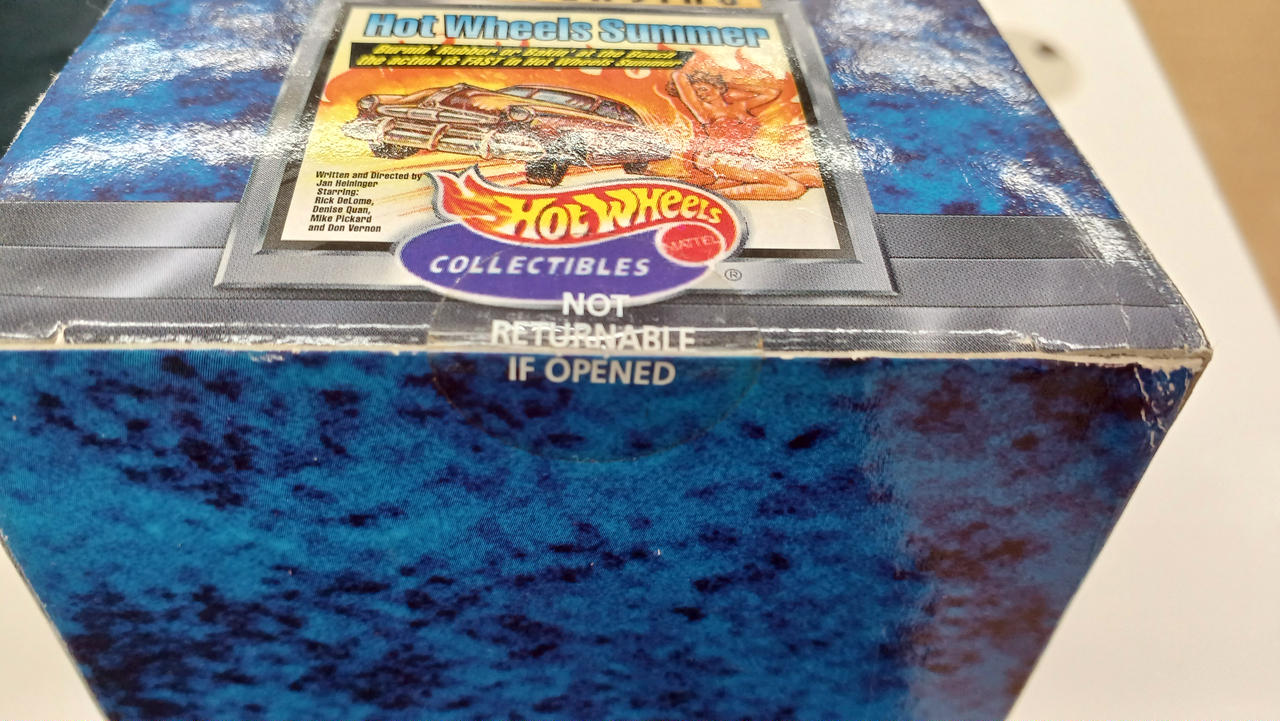 Hot Wheels Summer
Burnin' Rubber or Bakin' at the Beach
the action is FAST in Hot Wheels Summer
Written and Directed by
Jan Heininger
Starring:
Rick DeLome,
Denise Quan,
Mike Pickard
and Don Vernon
HOT WHEELS
MATTEL
COLLECTIBLES
®
NOT
RETURNABLE
IF OPENED